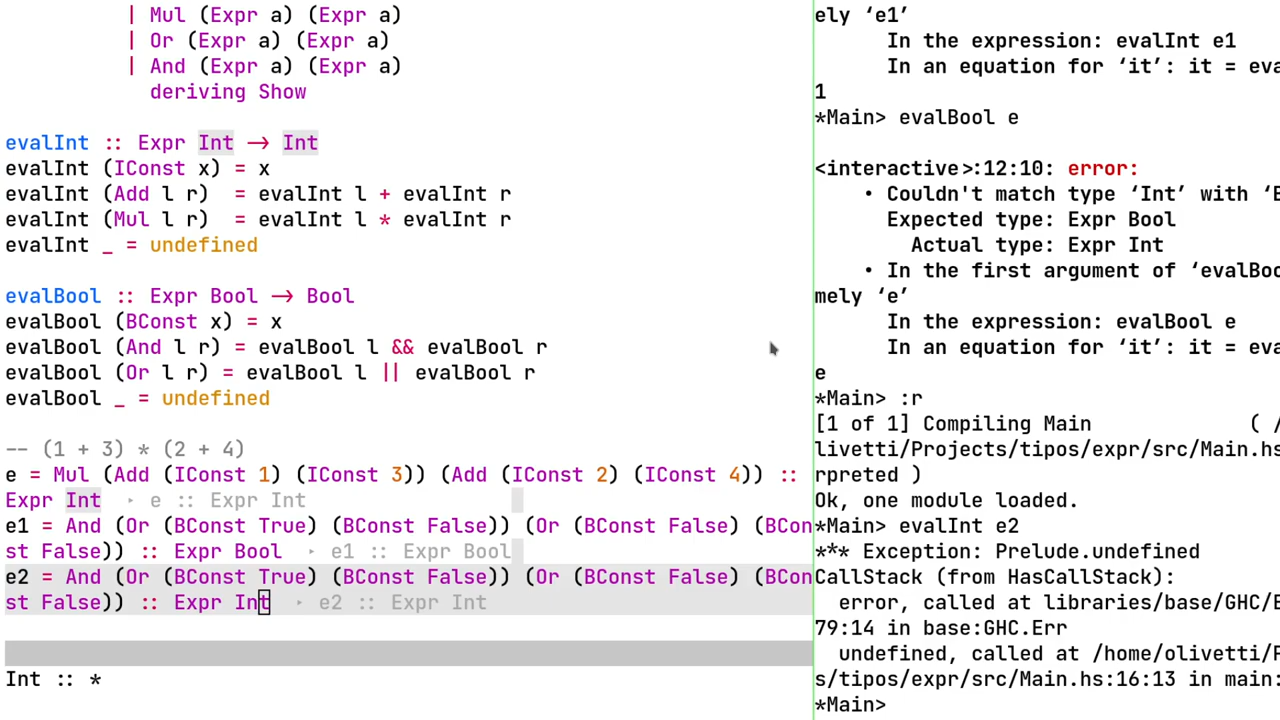 | Mul (Expr a) (Expr a)
| Or (Expr a) (Expr a)
| And (Expr a) (Expr a)
deriving Show
evalInt :: Expr Int -> Int
evalInt (IConst x) = x
evalInt (Add l r)  = evalInt l + evalInt r
evalInt (Mul l r)  = evalInt l * evalInt r
evalInt _ = undefined
evalBool :: Expr Bool -> Bool
evalBool (BConst x) = x
evalBool (And l r) = evalBool l && evalBool r
evalBool (Or l r) = evalBool l || evalBool r
evalBool _ = undefined
-- (1 + 3) * (2 + 4)
e = Mul (Add (IConst 1) (IConst 3)) (Add (IConst 2) (IConst 4)) ::
Expr Int ‣ e :: Expr Int
e1 = And (Or (BConst True) (BConst False)) (Or (BConst False) (BCon
st False)) :: Expr Bool ‣ e1 :: Expr Bool
e2 = And (Or (BConst True) (BConst False)) (Or (BConst False) (BCon
st False)) :: Expr Int ‣ e2 :: Expr Int
Int :: *
ely ‘e1’
In the expression: evalInt e1
In an equation for ‘it’: it = eva
1
*Main> evalBool e
<interactive>:12:10: error:
• Couldn't match type ‘Int’ with ‘B
Expected type: Expr Bool
Actual type: Expr Int
• In the first argument of ‘evalBoo
mely ‘e’
In the expression: evalBool e
In an equation for ‘it’: it = eva
e
*Main> :r
[1 of 1] Compiling Main ( /
livetti/Projects/tipos/expr/src/Main.hs
rpreted )
Ok, one module loaded.
*Main> evalInt e2
*** Exception: Prelude.undefined
CallStack (from HasCallStack):
error, called at libraries/base/GHC/E
79:14 in base:GHC.Err
undefined, called at /home/olivetti/P
s/tipos/expr/src/Main.hs:16:13 in main:
*Main>